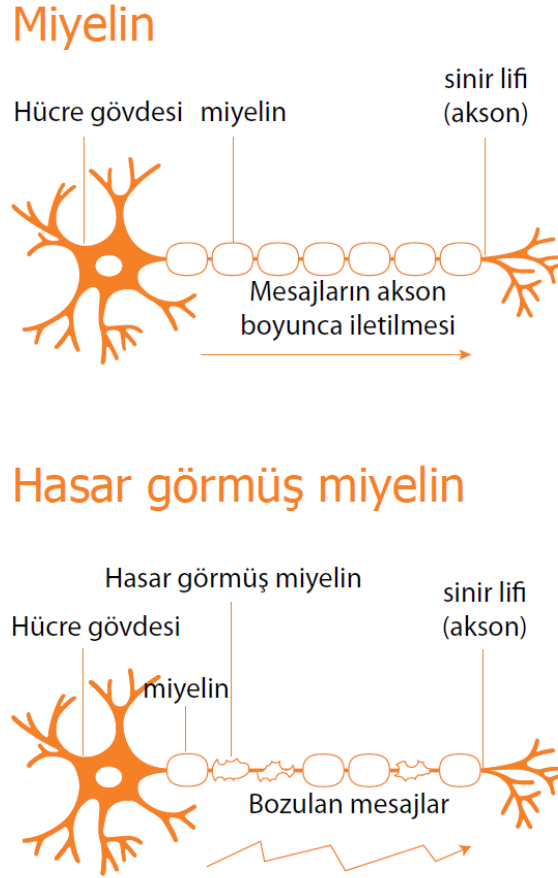 Miyelin
sinir lifi
(akson)
Hücre gövdesi
miyelin
Mesajların akson
boyunca iletilmesi
Hasar görmüş miyelin
Hasar görmüş miyelin
sinir lifi
(akson)
Hücre gövdesi
miyelin
Bozulan mesajlar